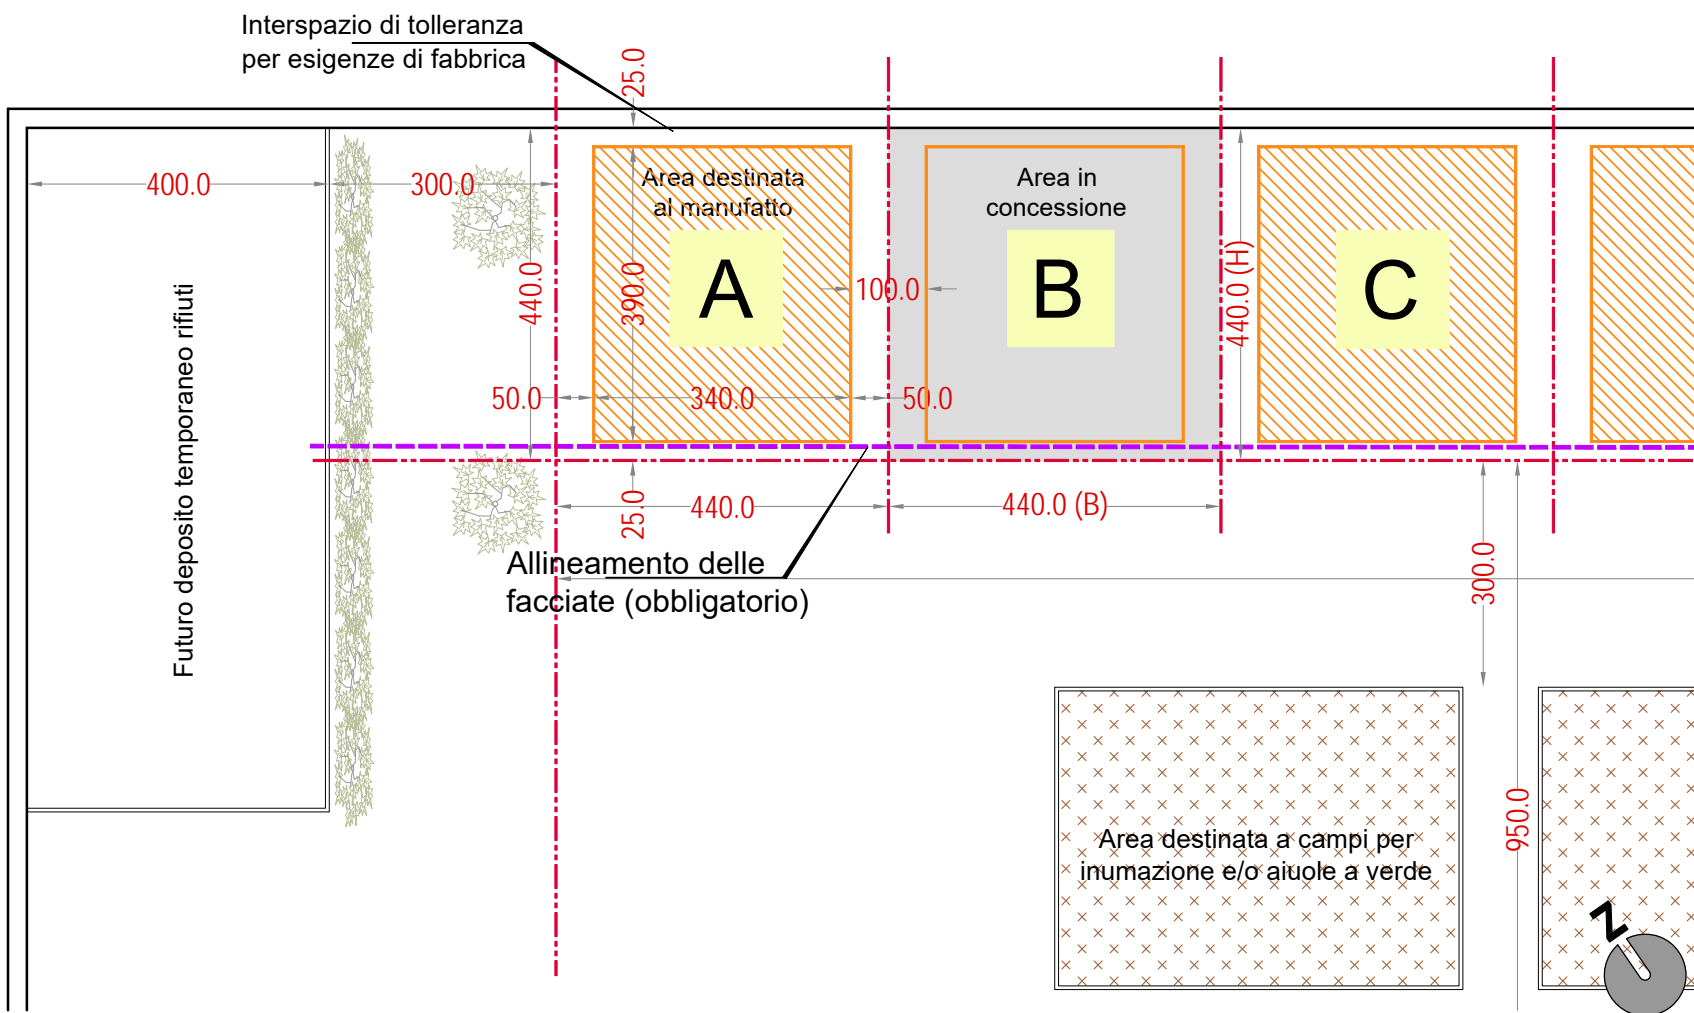 Interspazio di tolleranza
per esigenze di fabbrica
25.0
400.0
300.0
Area destinata
al manufatto
Area in
concessione
440.0
390.0
A
100.0
B
440.0 (H)
C
50.0
340.0
50.0
25.0
440.0
440.0 (B)
Allineamento delle
facciate (obbligatorio)
300.0
Futuro deposito temporaneo rifiuti
950.0
Area destinata a campi per
inumazione e/o aiuole a verde
N